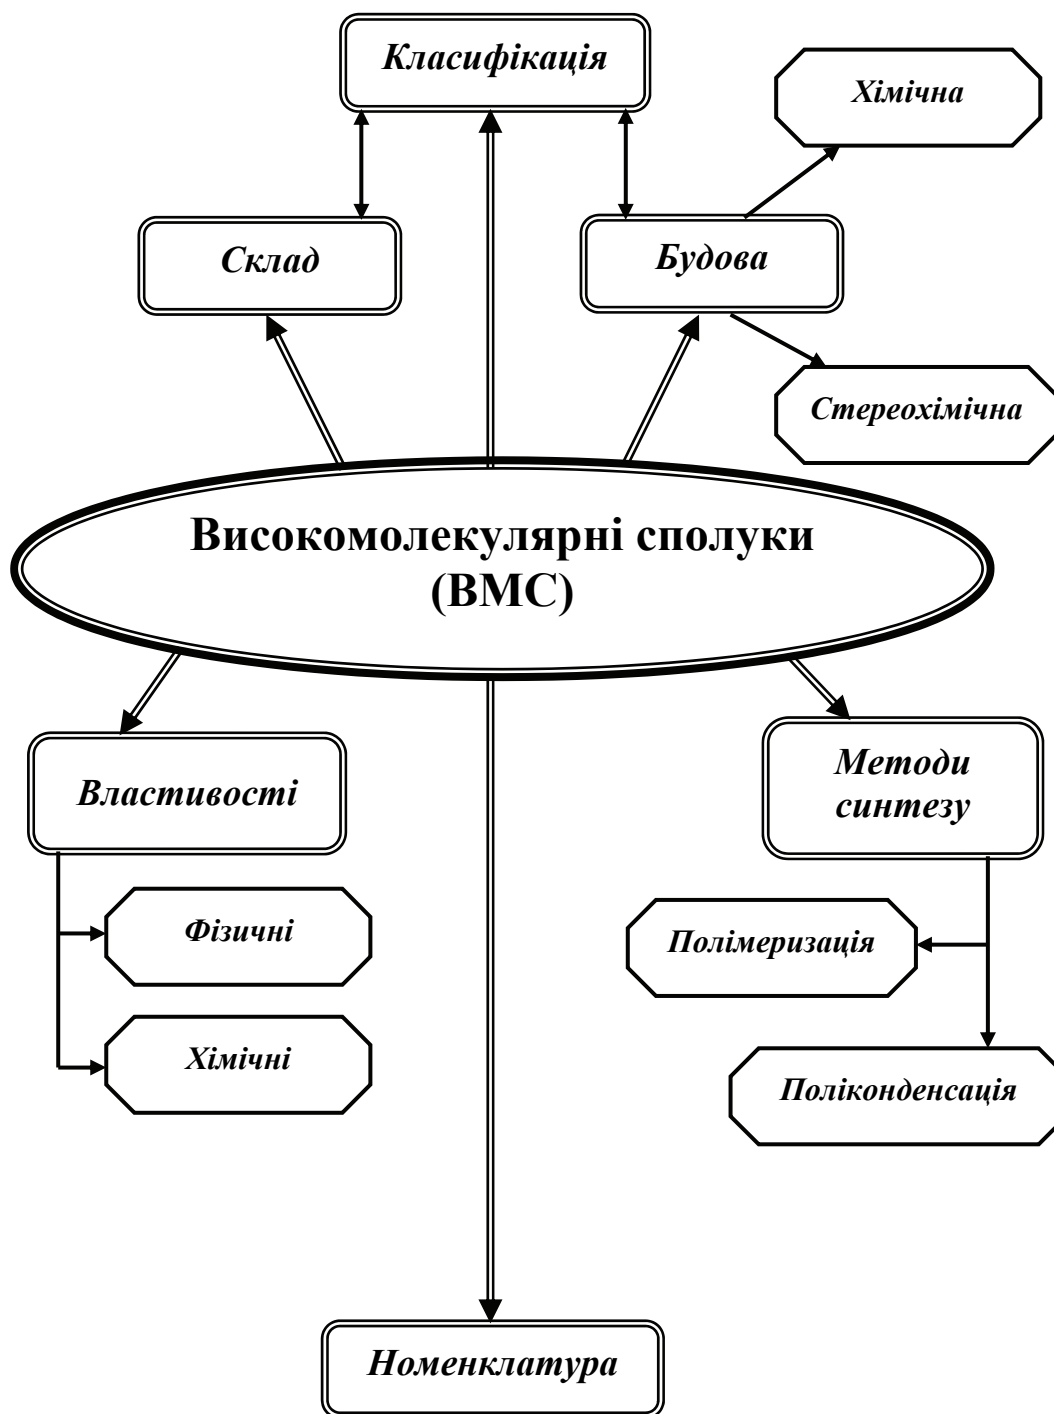 Класифікація
Хімічна
Склад
Будова
Стереохімічна
Високомолекулярні сполуки
(ВМС)
Властивості
Методи
синтезу
Фізичні
Полімеризація
Хімічні
Поліконденсація
Номенклатура